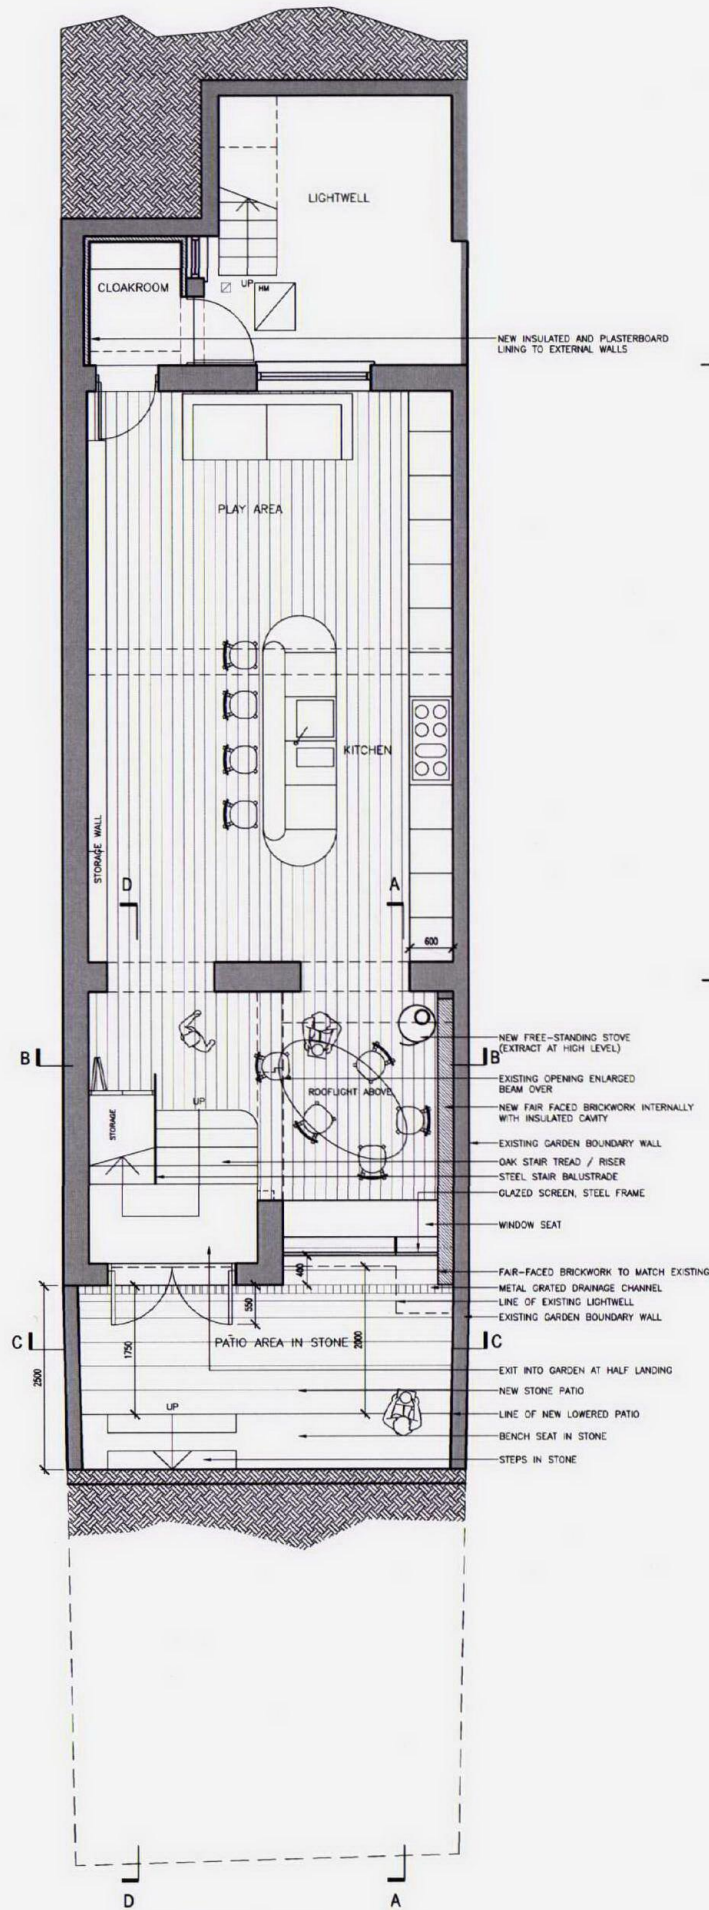 LIGHTWELL
CLOAKROOM
UP
HM
NEW INSULATED AND PLASTERBOARD
LINING TO EXTERNAL WALLS
PLAY AREA
KITCHEN
STORAGE WALL
D
A
600
NEW FREE-STANDING STOVE
(EXTRACT AT HIGH LEVEL)
B
B
EXISTING OPENING ENLARGED
BEAM OVER
ROOFLIGHT ABOVE
UP
NEW FAIR FACED BRICKWORK INTERNALLY
WITH INSULATED CAVITY
STORAGE
EXISTING GARDEN BOUNDARY WALL
OAK STAIR TREAD / RISER
STEEL STAIR BALUSTRADE
GLAZED SCREEN, STEEL FRAME
WINDOW SEAT
400
FAIR-FACED BRICKWORK TO MATCH EXISTING
METAL GRATED DRAINAGE CHANNEL
550
LINE OF EXISTING LIGHTWELL
EXISTING GARDEN BOUNDARY WALL
C
C
PATIO AREA IN STONE
1750
2000
2500
EXIT INTO GARDEN AT HALF LANDING
NEW STONE PATIO
UP
LINE OF NEW LOWERED PATIO
BENCH SEAT IN STONE
STEPS IN STONE
D
A